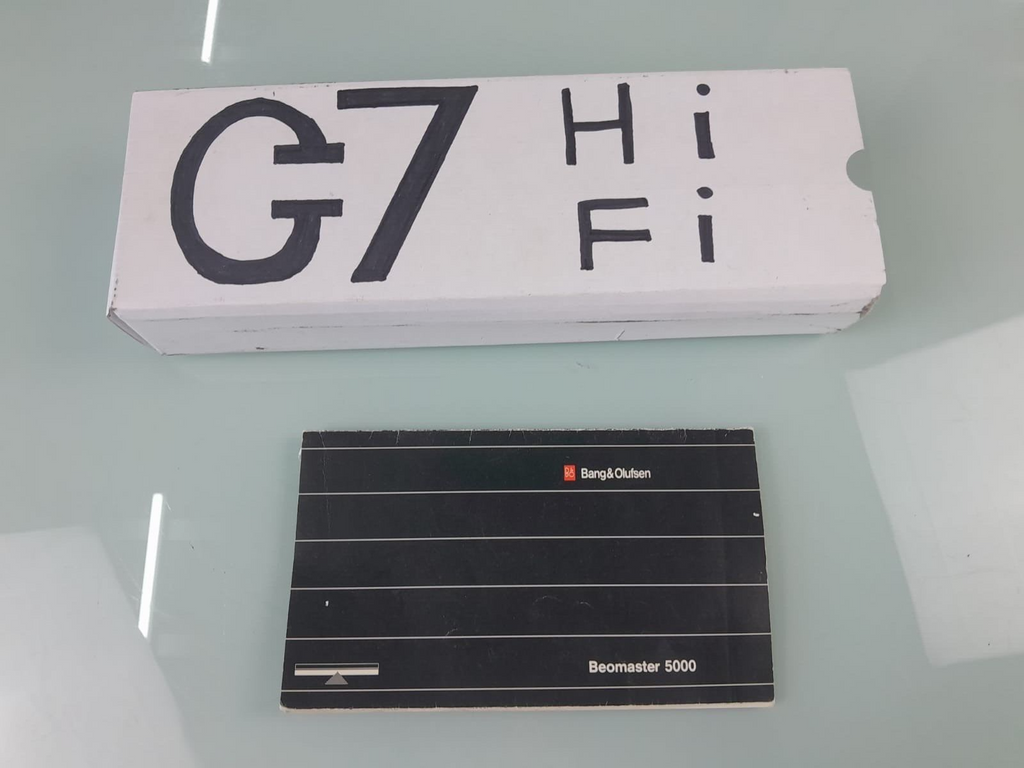 G7
Hi
Fi
Bang&Olufsen
Beomaster 5000